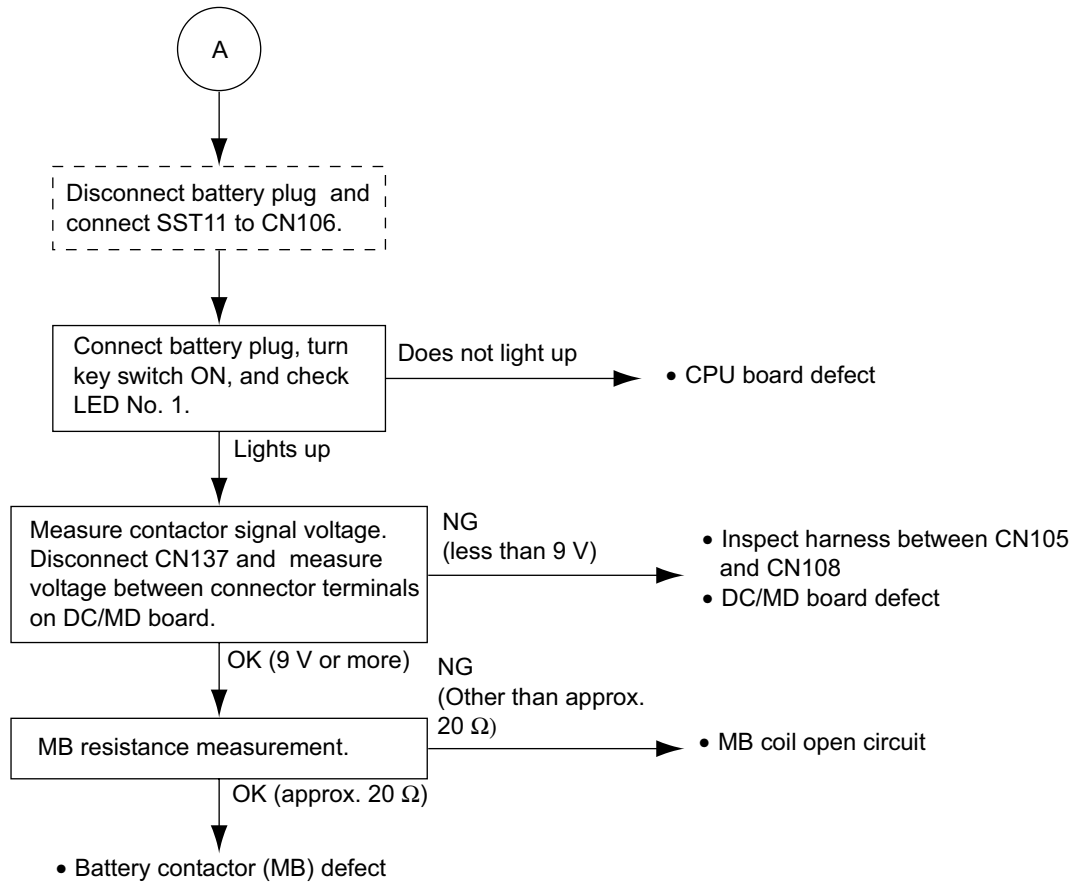 A
Disconnect battery plug and
connect SST11 to CN106.
Connect battery plug, turn
key switch ON, and check
LED No. 1.
Does not light up
• CPU board defect
Lights up
Measure contactor signal voltage.
Disconnect CN137 and measure
voltage between connector terminals
on DC/MD board.
NG
(less than 9 V)
• Inspect harness between CN105
and CN108
• DC/MD board defect
OK (9 V or more)
NG
(Other than approx.
20 Ω)
MB resistance measurement.
• MB coil open circuit
OK (approx. 20 Ω)
• Battery contactor (MB) defect